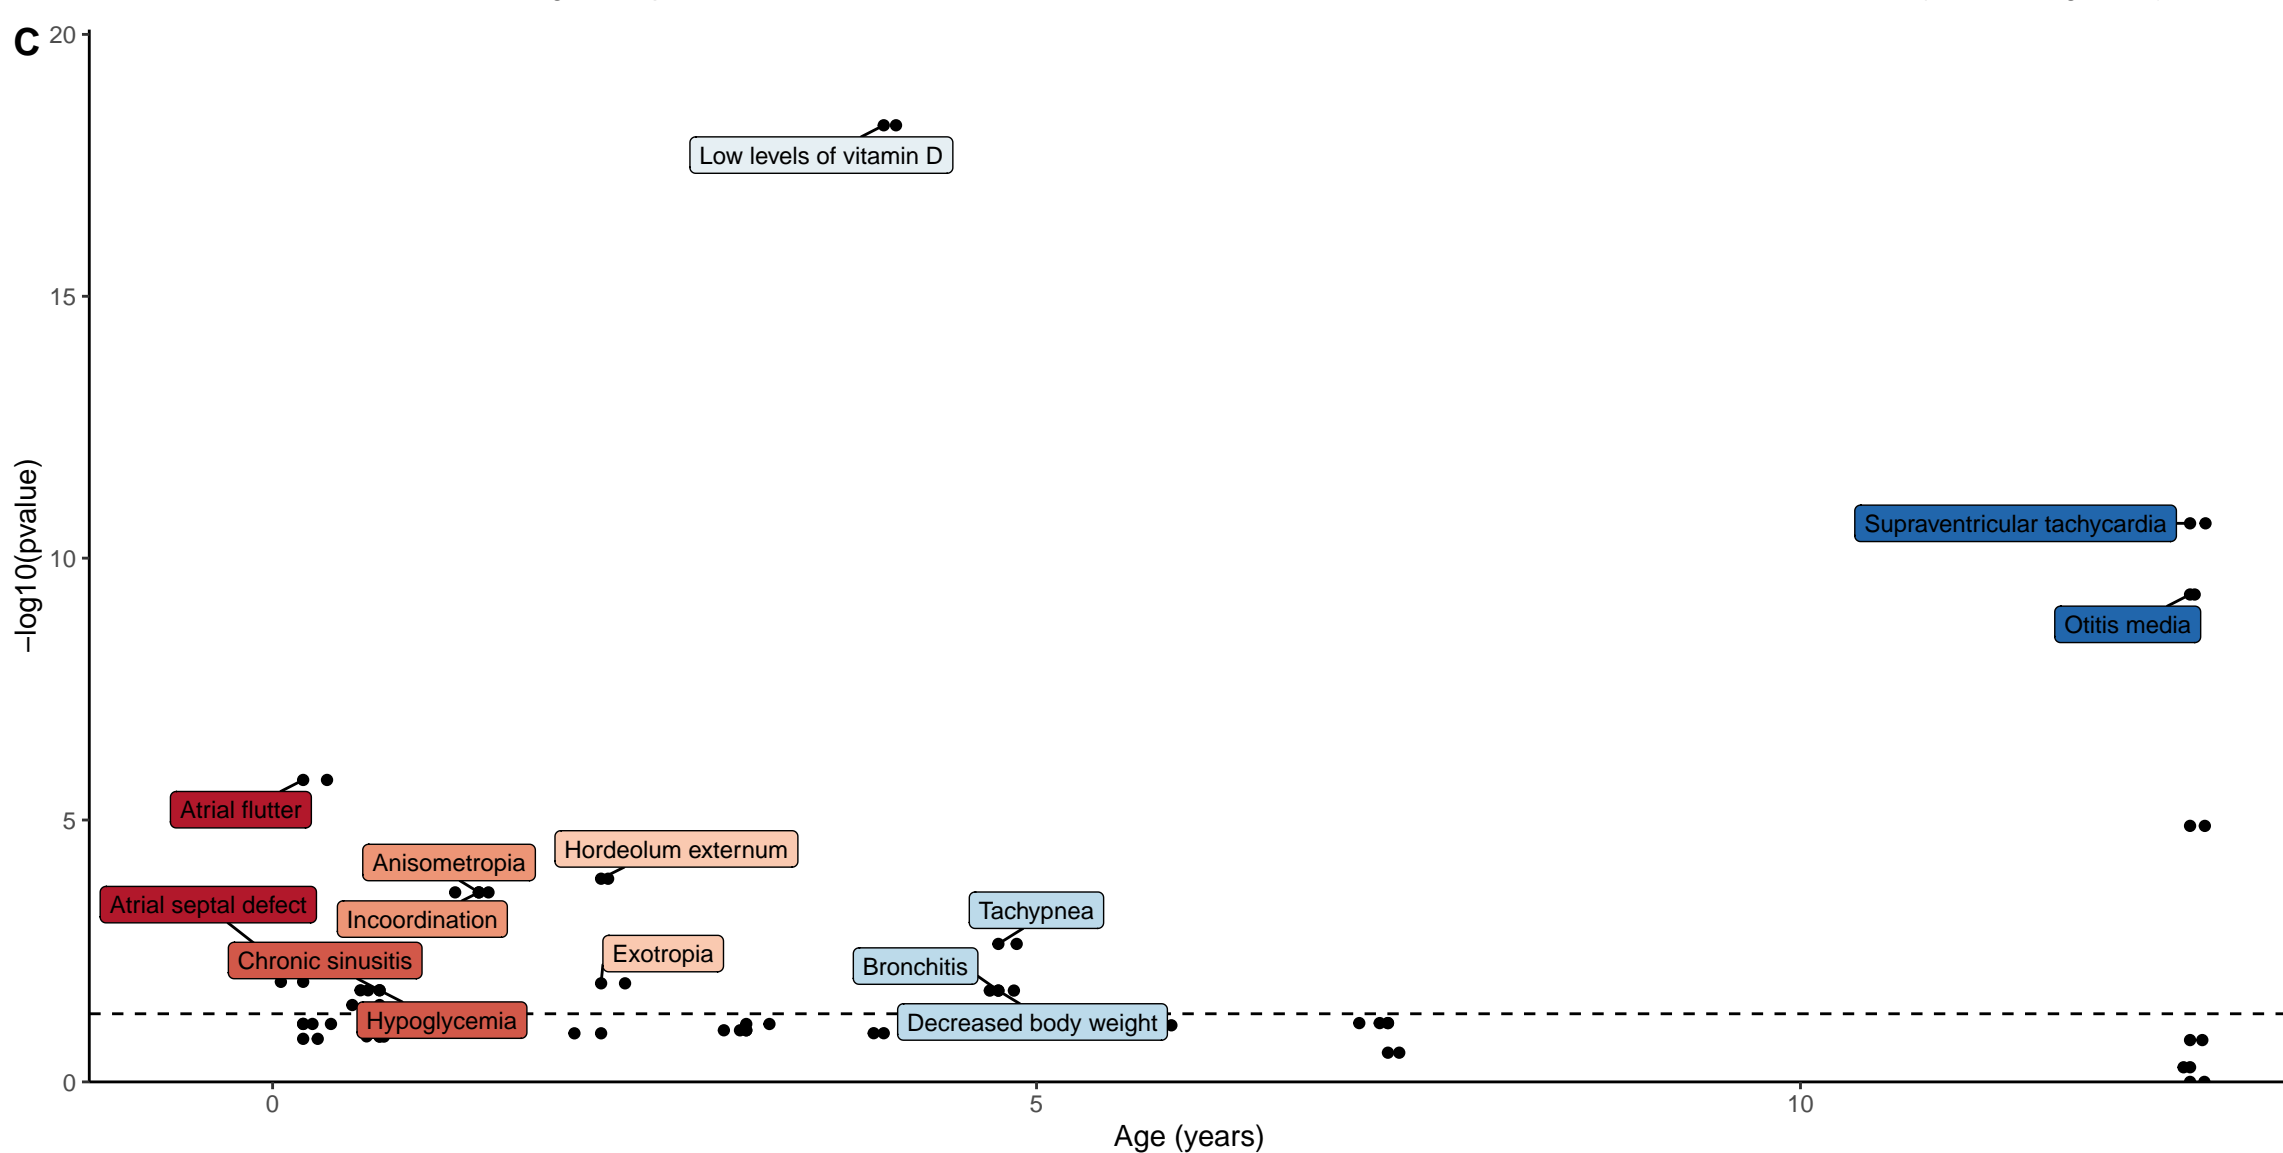 C
20
Low levels of vitamin D
15
Supraventricular tachycardia
10
Otitis media
−log10(pvalue)
Atrial flutter
5
Hordeolum externum
Anisometropia
Atrial septal defect
Incoordination
Tachypnea
Exotropia
Chronic sinusitis
Bronchitis
Hypoglycemia
Decreased body weight
0
0
5
10
Age (years)